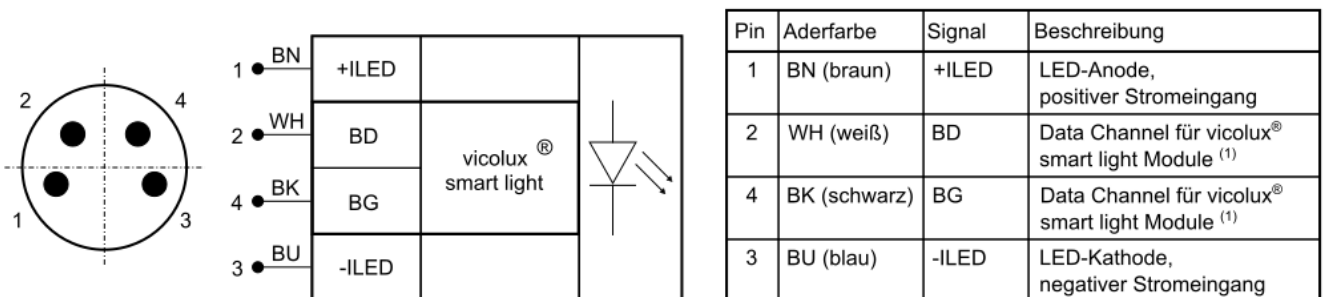 2
4
1
3
1 BN +ILED
2 WH BD
4 BK BG
3 BU -ILED
vicolux ®
smart light
Pin Aderfarbe Signal Beschreibung
1 BN (braun) +ILED LED-Anode,
positiver Stromeingang
2 WH (weiß) BD Data Channel für vicolux®
smart light Module (1)
4 BK (schwarz) BG Data Channel für vicolux®
smart light Module (1)
3 BU (blau) -ILED LED-Kathode,
negativer Stromeingang